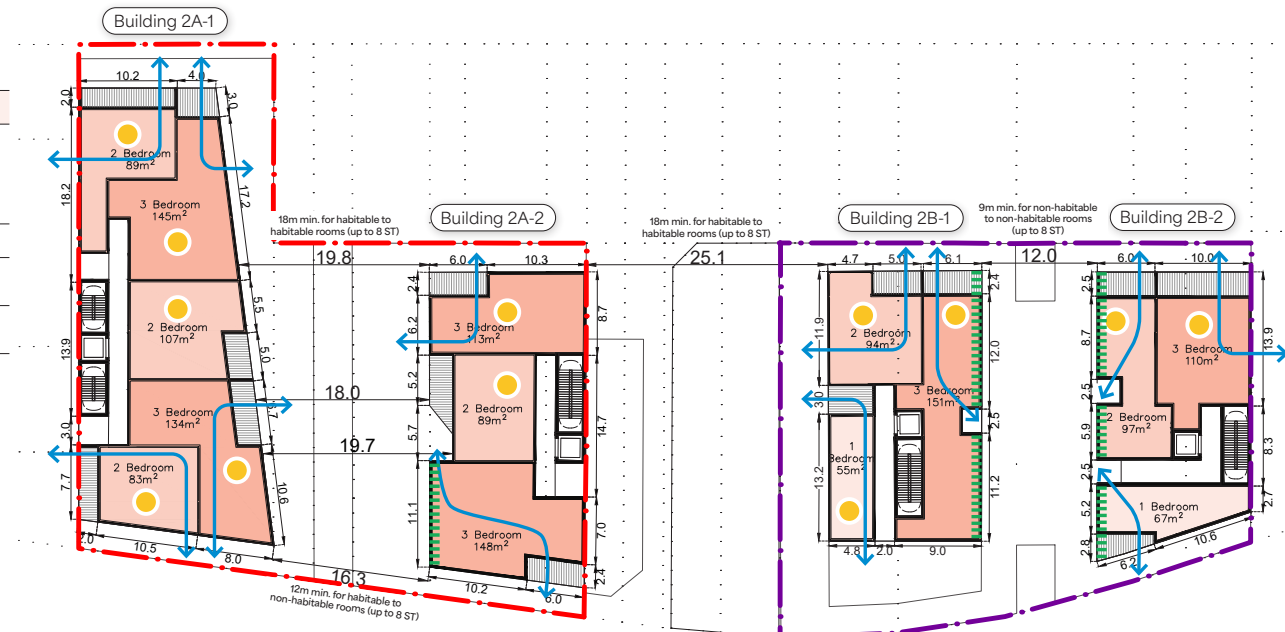 Building 2A-1
10.2
4.0
2.0
3.0
2 Bedroom
89m²
18.2
17.2
3 Bedroom
145m²
5.5
2 Bedroom
107m²
13.9
5.0
3 Bedroom
134m²
3.0
2 Bedroom
83m²
7.7
10.6
10.5
8.0
18m min. for habitable to
habitable rooms (up to 8 ST)
19.8
18.0
19.7
16.3
12m min. for habitable to
non-habitable rooms (up to 8 ST)
Building 2A-2
6.0
10.3
2.4
8.7
6.2
3 Bedroom
113m²
5.2
2 Bedroom
89m²
14.7
5.7
11.1
3 Bedroom
148m²
7.0
2.4
10.2
6.0
18m min. for habitable to
habitable rooms (up to 8 ST)
25.1
Building 2B-1
4.7
5.0
6.1
2.4
11.9
2 Bedroom
94m²
12.0
3 Bedroom
151m²
3.0
2.5
1
Bedroom
55m²
13.2
11.2
4.8
2.0
9.0
9m min. for non-habitable
to non-habitable rooms
(up to 8 ST)
12.0
Building 2B-2
6.0
10.0
2.5
13.9
8.7
3 Bedroom
110m²
2.5
2 Bedroom
97m²
5.9
8.3
2.5
5.2
1 Bedroom
67m²
2.7
2.8
6.2
10.6